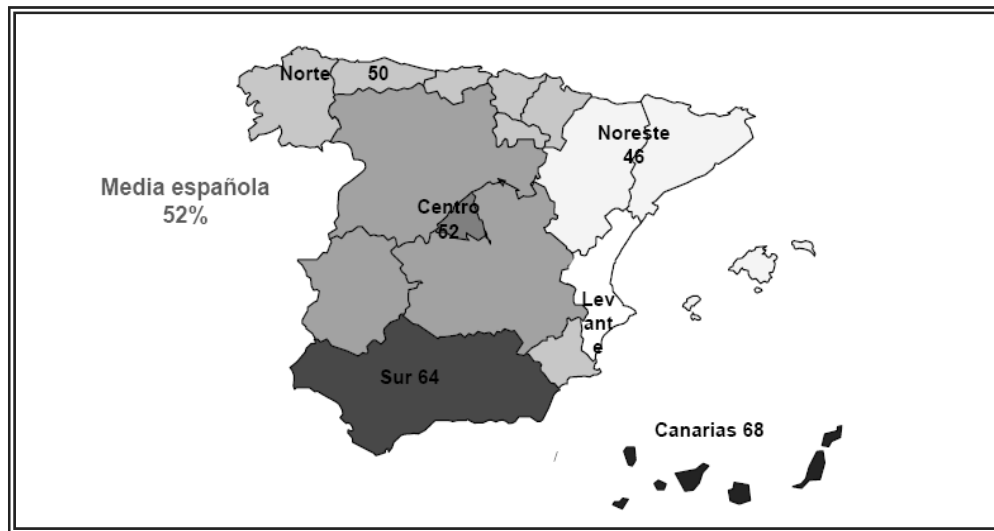 Norte 50
Noreste
46
Media española
52%
Centro
52
Lev
ant
e
Sur 64
Canarias 68